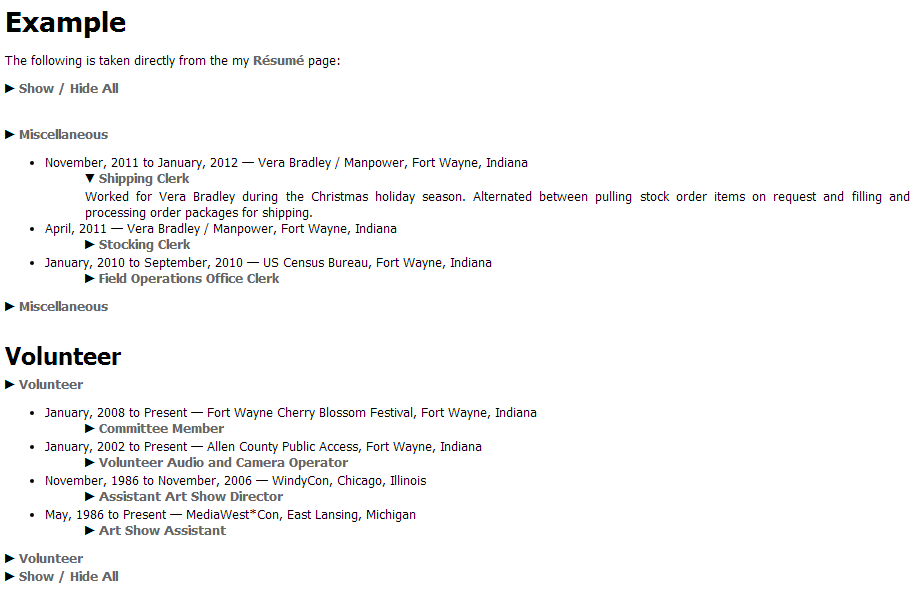 Example
The following is taken directly from the my Résumé page:
▶ Show / Hide All
▶ Miscellaneous
• November, 2011 to January, 2012 — Vera Bradley / Manpower, Fort Wayne, Indiana
▼ Shipping Clerk
Worked for Vera Bradley during the Christmas holiday season. Alternated between pulling stock order items on request and filling and
processing order packages for shipping.
• April, 2011 — Vera Bradley / Manpower, Fort Wayne, Indiana
▶ Stocking Clerk
• January, 2010 to September, 2010 — US Census Bureau, Fort Wayne, Indiana
▶ Field Operations Office Clerk
▶ Miscellaneous
Volunteer
▶ Volunteer
• January, 2008 to Present — Fort Wayne Cherry Blossom Festival, Fort Wayne, Indiana
▶ Committee Member
• January, 2002 to Present — Allen County Public Access, Fort Wayne, Indiana
▶ Volunteer Audio and Camera Operator
• November, 1986 to November, 2006 — WindyCon, Chicago, Illinois
▶ Assistant Art Show Director
• May, 1986 to Present — MediaWest*Con, East Lansing, Michigan
▶ Art Show Assistant
▶ Volunteer
▶ Show / Hide All